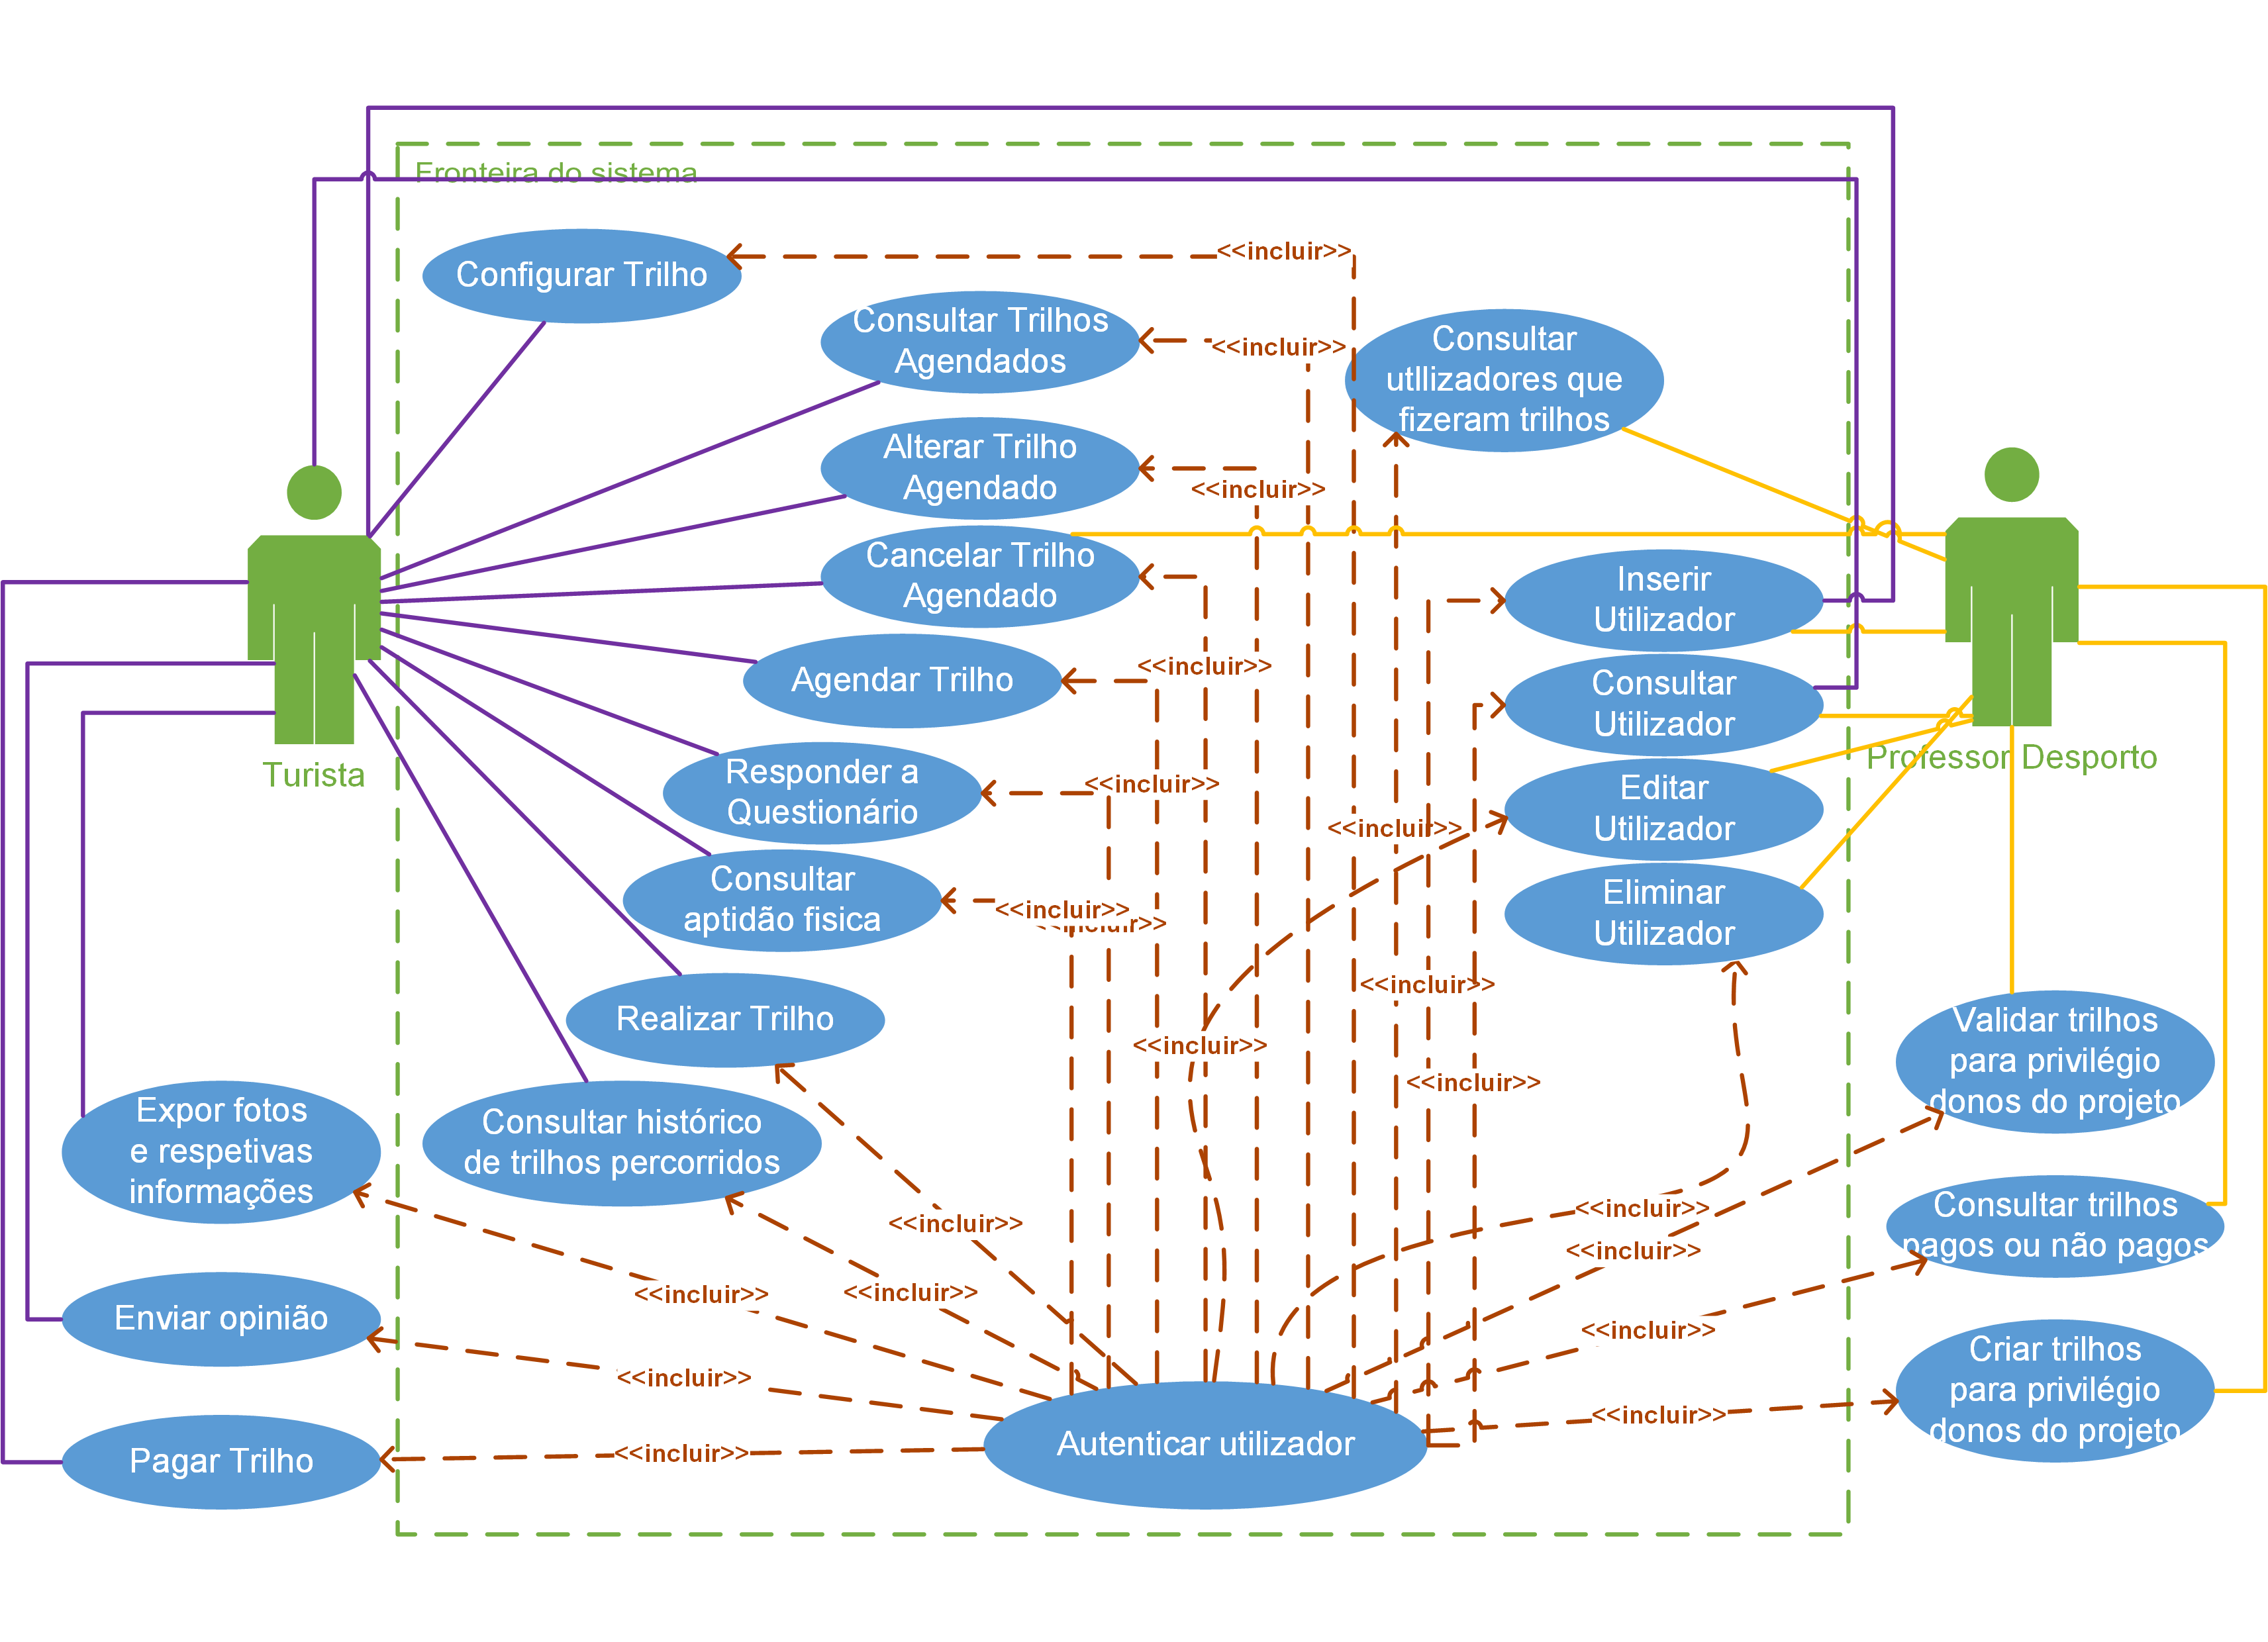 Fronteira do sistema
Configurar Trilho
<<incluir>>
Consultar Trilhos
Agendados
<<incluir>>
Consultar
utllizadores que
fizeram trilhos
Alterar Trilho
Agendado
<<incluir>>
Cancelar Trilho
Agendado
Inserir
Utilizador
Agendar Trilho
<<incluir>>
Consultar
Utilizador
Turista
Professor Desporto
Responder a
Questionário
<<incluir>>
<<incluir>>
Editar
Utilizador
Consultar
aptidão fisica
<<incluir>>
<<incluir>>
Eliminar
Utilizador
<<incluir>>
Realizar Trilho
<<incluir>>
<<incluir>>
Validar trilhos
para privilégio
donos do projeto
Expor fotos
e respetivas
informações
Consultar histórico
de trilhos percorridos
<<incluir>>
<<incluir>>
<<incluir>>
Consultar trilhos
pagos ou não pagos
<<incluir>>
<<incluir>>
Enviar opinião
<<incluir>>
<<incluir>>
Criar trilhos
para privilégio
donos do projeto
<<incluir>>
Pagar Trilho
<<incluir>>
Autenticar utilizador